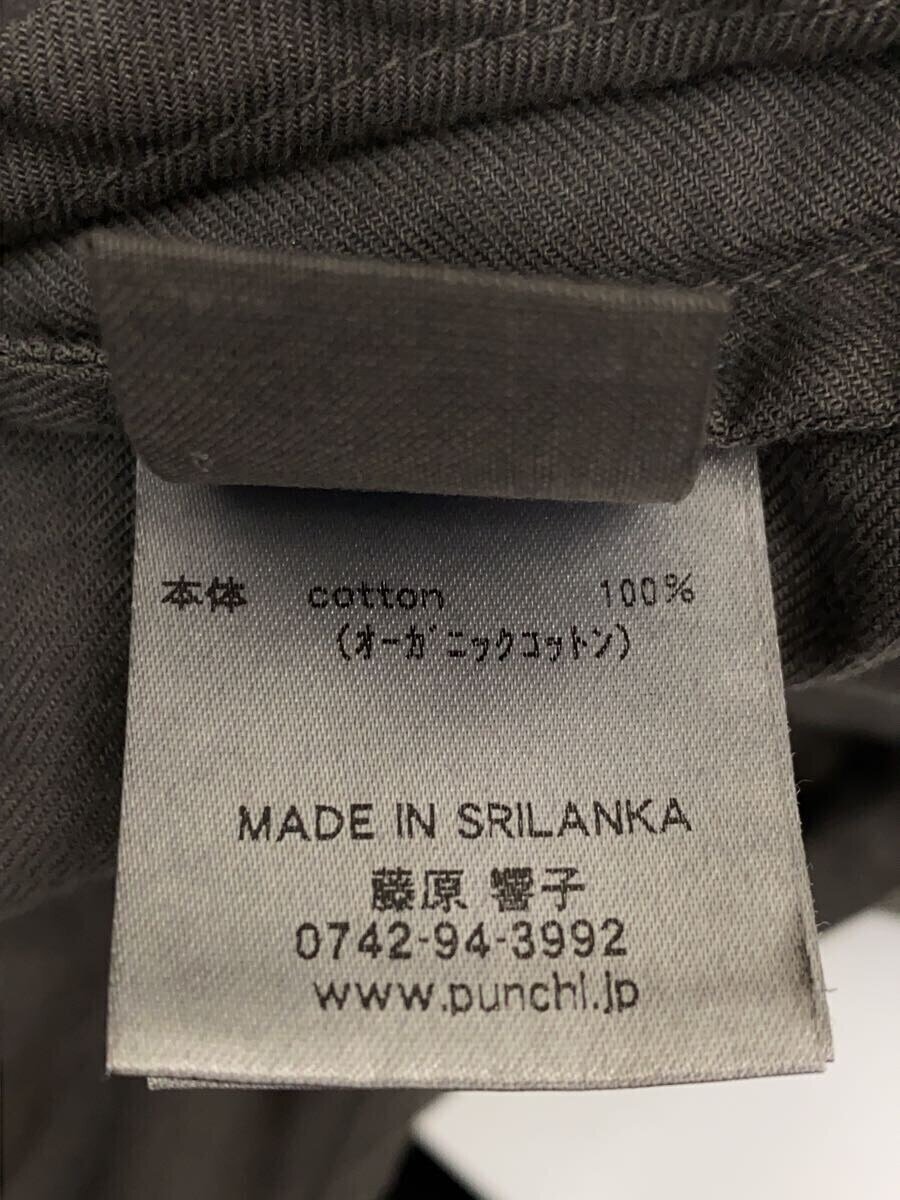 本体 cotton 100%
(オーガニックコットン)
MADE IN SRILANKA
藤原 響子
0742-94-3992
www.punchi.jp